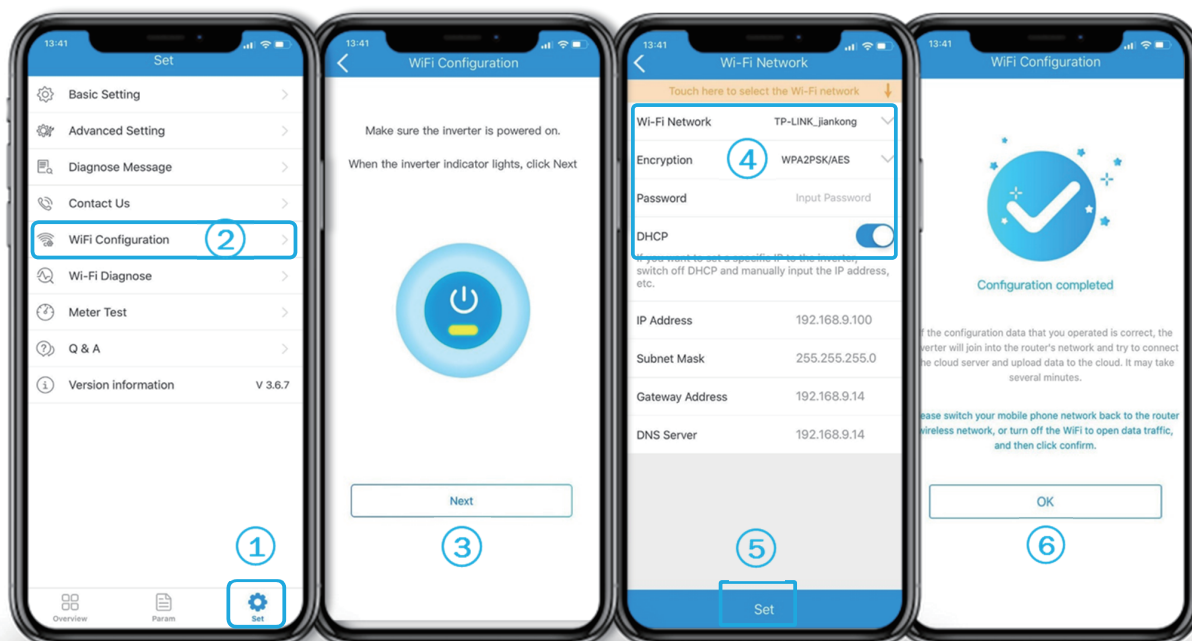 13:41
Set
Basic Setting
Advanced Setting
Diagnose Message
Contact Us
WiFi Configuration
2
Wi-Fi Diagnose
Meter Test
Q & A
Version information V 3.6.7
1
Overview Param Set
13:41
WiFi Configuration
Make sure the inverter is powered on.
When the inverter indicator lights, click Next
Next
3
13:41
Wi-Fi Network
Touch here to select the Wi-Fi network
Wi-Fi Network TP-LINK_jiankong
Encryption WPA2PSK/AES
4
Password Input Password
DHCP
If you want to set a specific IP to the inverter,
switch off DHCP and manually input the IP address,
etc.
IP Address 192.168.9.100
Subnet Mask 255.255.255.0
Gateway Address 192.168.9.14
DNS Server 192.168.9.14
5
Set
13:41
WiFi Configuration
Configuration completed
f the configuration data that you operated is correct, the
verter will join into the router's network and try to connect
he cloud server and upload data to the cloud. It may take
several minutes.
ease switch your mobile phone network back to the router
wireless network, or turn off the WiFi to open data traffic,
and then click confirm.
OK
6